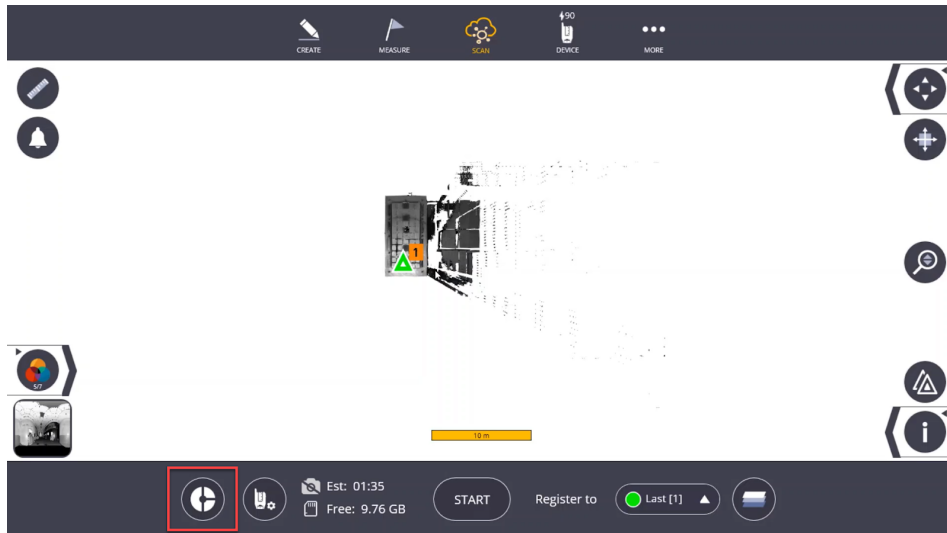 90
CREATE
MEASURE
SCAN
DEVICE
MORE
1
5/7
10 m
i
Est: 01:35
Free: 9.76 GB
START
Register to
Last [1]